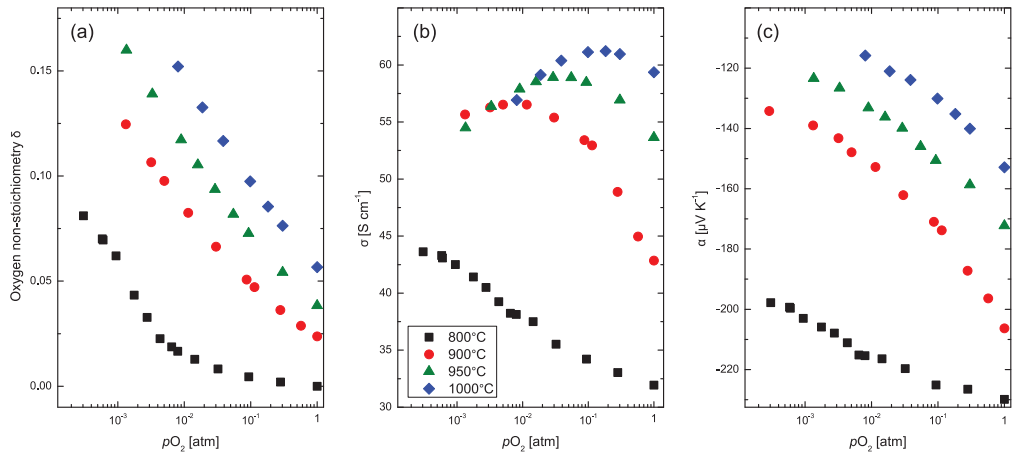 (a)
Oxygen non-stoichiometry δ
0.15
0.10
0.05
0.00
10⁻³
10⁻²
10⁻¹
1
pO₂ [atm]
(b)
σ [S cm⁻¹]
65
60
55
50
45
40
35
30
800°C
900°C
950°C
1000°C
10⁻³
10⁻²
10⁻¹
1
pO₂ [atm]
(c)
α [µV K⁻¹]
−120
−140
−160
−180
−200
−220
10⁻³
10⁻²
10⁻¹
1
pO₂ [atm]